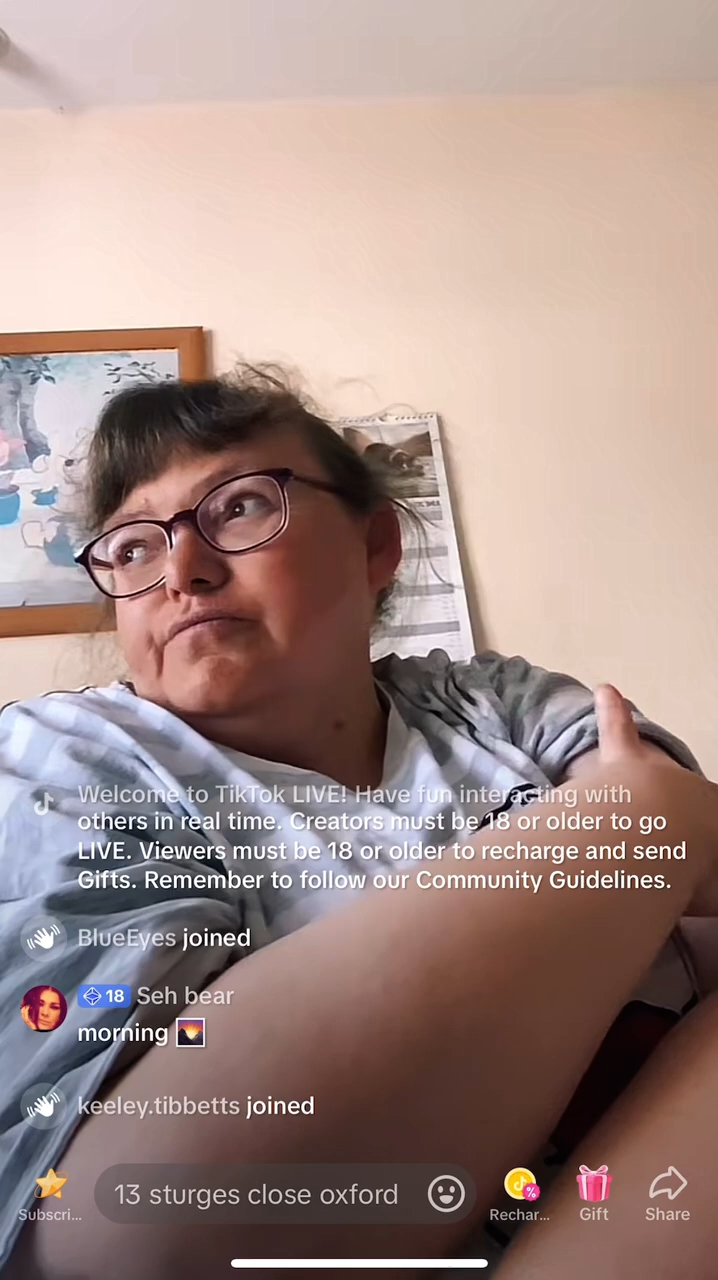 Welcome to TikTok LIVE! Have fun interacting with
others in real time. Creators must be 18 or older to go
LIVE. Viewers must be 18 or older to recharge and send
Gifts. Remember to follow our Community Guidelines.
BlueEyes joined
18 Seh bear
morning 🌄
keeley.tibbetts joined
13 sturges close oxford
Subscri... Rechar... Gift Share